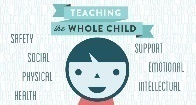 TEACHING
the WHOLE CHILD
SAFETY
SOCIAL
PHYSICAL
HEALTH
SUPPORT
EMOTIONAL
INTELLECTUAL